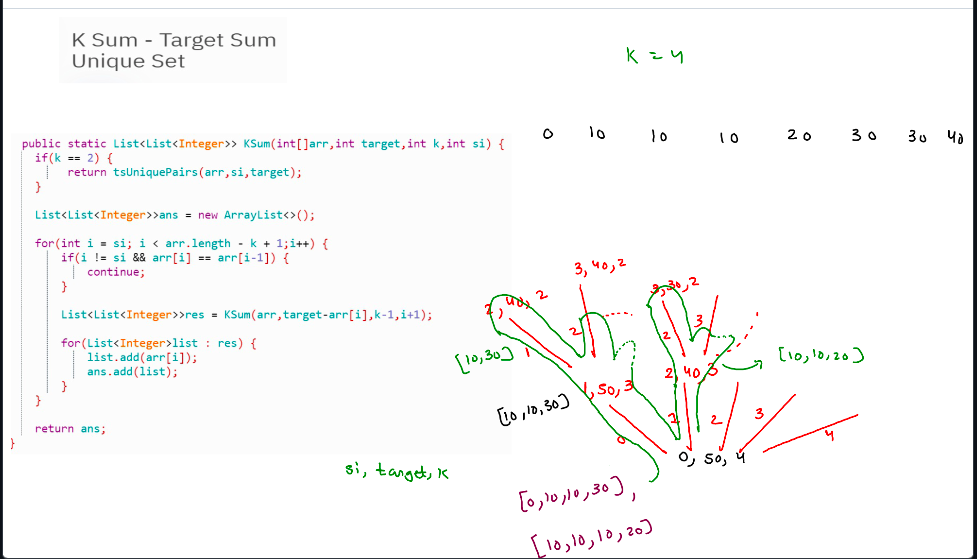 K Sum - Target Sum
Unique Set
K = 4
0 10 10 10 20 30 30 40
public static List<List<Integer>> KSum(int[]arr,int target,int k,int si) {
if(k == 2) {
return tsUniquePairs(arr,si,target);
}
List<List<Integer>>ans = new ArrayList<>();
for(int i = si; i < arr.length - k + 1;i++) {
if(i != si && arr[i] == arr[i-1]) {
continue;
}
List<List<Integer>>res = KSum(arr,target-arr[i],k-1,i+1);
for(List<Integer>list : res) {
list.add(arr[i]);
ans.add(list);
}
}
return ans;
}
si, target, K
3,40,2
2,40,2
3,30,2
2
2
3
[10,30]
1
[10,10,20]
1,50,3
2,40,3
[10,10,30]
0
1
2
3
4
0, 50, 4
[0,10,10,30],
[10,10,10,20]